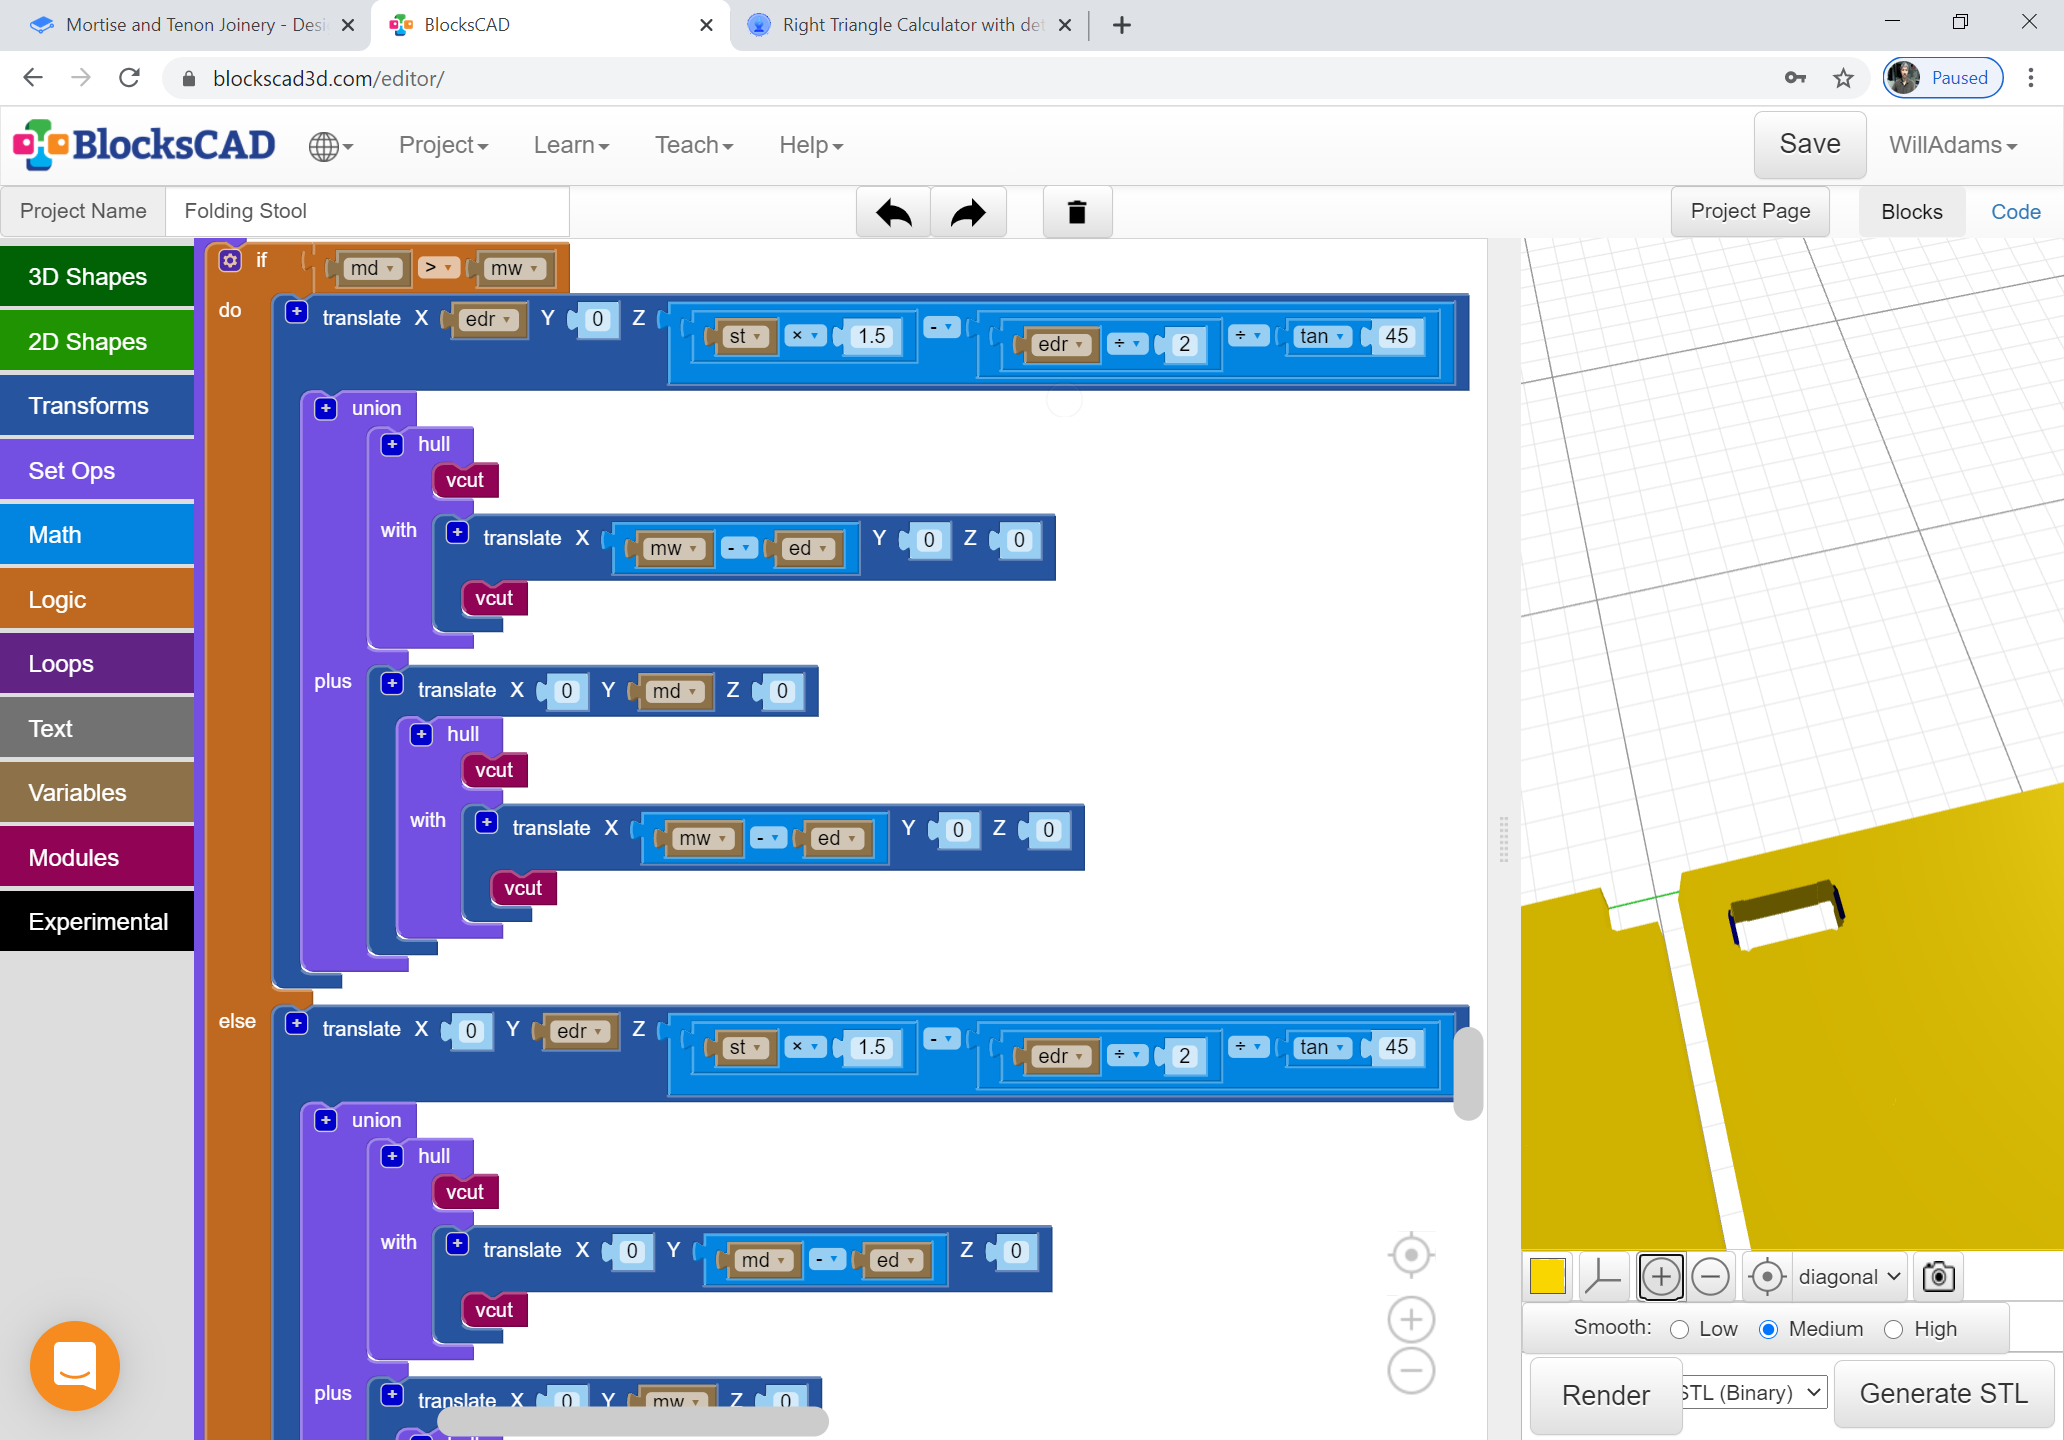 Mortise and Tenon Joinery - Desi
BlocksCAD
Right Triangle Calculator with det
blockscad3d.com/editor/
Paused
BlocksCAD
Project
Learn
Teach
Help
Save
WillAdams
Project Name
Folding Stool
Project Page
Blocks
Code
3D Shapes
2D Shapes
Transforms
Set Ops
Math
Logic
Loops
Text
Variables
Modules
Experimental
if md > mw
do translate X edr Y 0 Z st × 1.5 - edr ÷ 2 ÷ tan 45
union
hull
vcut
with translate X mw - ed Y 0 Z 0
vcut
plus translate X 0 Y md Z 0
hull
vcut
with translate X mw - ed Y 0 Z 0
vcut
else translate X 0 Y edr Z st × 1.5 - edr ÷ 2 ÷ tan 45
union
hull
vcut
with translate X 0 Y md - ed Z 0
vcut
plus translate X 0 Y mw Z 0
diagonal
Smooth: Low Medium High
Render
STL (Binary)
Generate STL